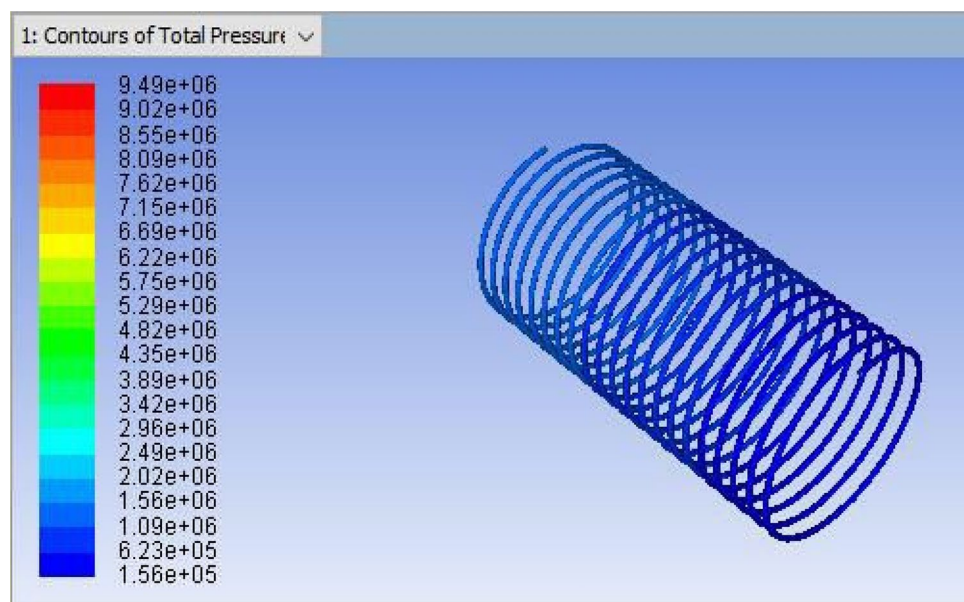 1: Contours of Total Pressure
9.49e+06
9.02e+06
8.55e+06
8.09e+06
7.62e+06
7.15e+06
6.69e+06
6.22e+06
5.75e+06
5.29e+06
4.82e+06
4.35e+06
3.89e+06
3.42e+06
2.96e+06
2.49e+06
2.02e+06
1.56e+06
1.09e+06
6.23e+05
1.56e+05